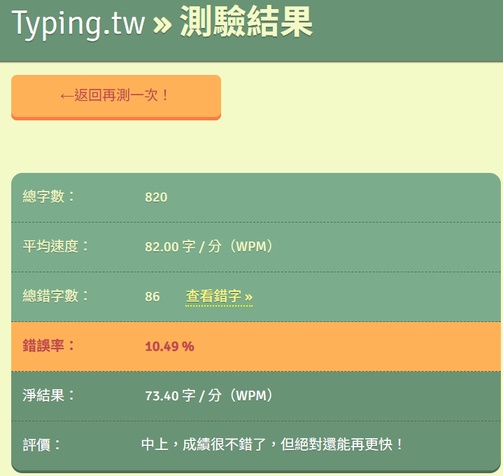 Typing.tw » 測驗結果
←返回再測一次！
總字數： 820
平均速度： 82.00 字 / 分（WPM）
總錯字數： 86 查看錯字 »
錯誤率： 10.49 %
淨結果： 73.40 字 / 分（WPM）
評價： 中上，成績很不錯了，但絕對還能再更快！